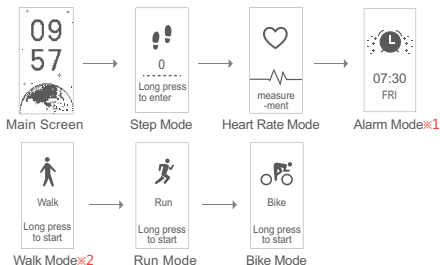 09
57
0
Long press
to enter
measure
-ment
07:30
FRI
Main Screen
Step Mode
Heart Rate Mode
Alarm Mode※1
Walk
Long press
to start
Run
Long press
to start
Bike
Long press
to start
Walk Mode※2
Run Mode
Bike Mode